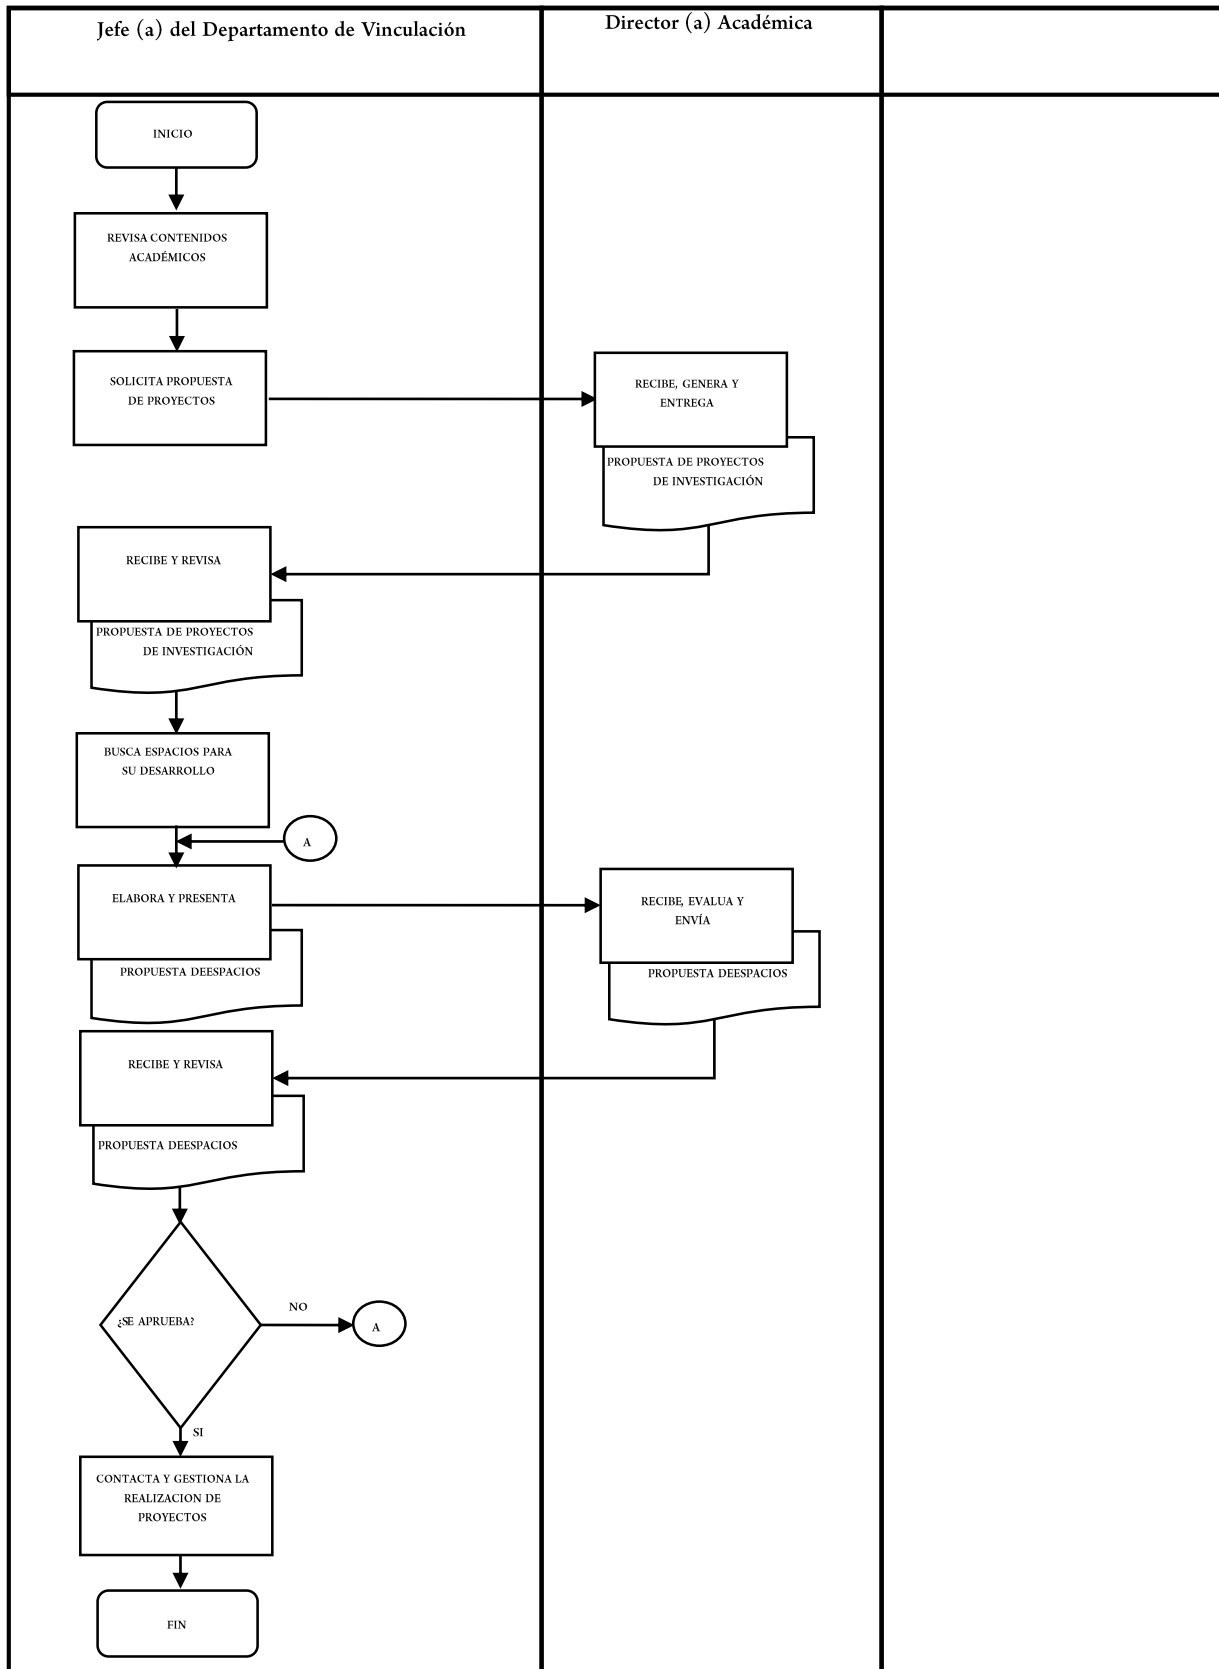 Jefe (a) del Departamento de Vinculación
Director (a) Académica
INICIO
REVISA CONTENIDOS
ACADÉMICOS
SOLICITA PROPUESTA
DE PROYECTOS
RECIBE, GENERA Y
ENTREGA
PROPUESTA DE PROYECTOS
DE INVESTIGACIÓN
RECIBE Y REVISA
PROPUESTA DE PROYECTOS
DE INVESTIGACIÓN
BUSCA ESPACIOS PARA
SU DESARROLLO
A
ELABORA Y PRESENTA
PROPUESTA DEESPACIOS
RECIBE, EVALUA Y
ENVÍA
PROPUESTA DEESPACIOS
RECIBE Y REVISA
PROPUESTA DEESPACIOS
¿SE APRUEBA?
NO
A
SI
CONTACTA Y GESTIONA LA
REALIZACION DE
PROYECTOS
FIN